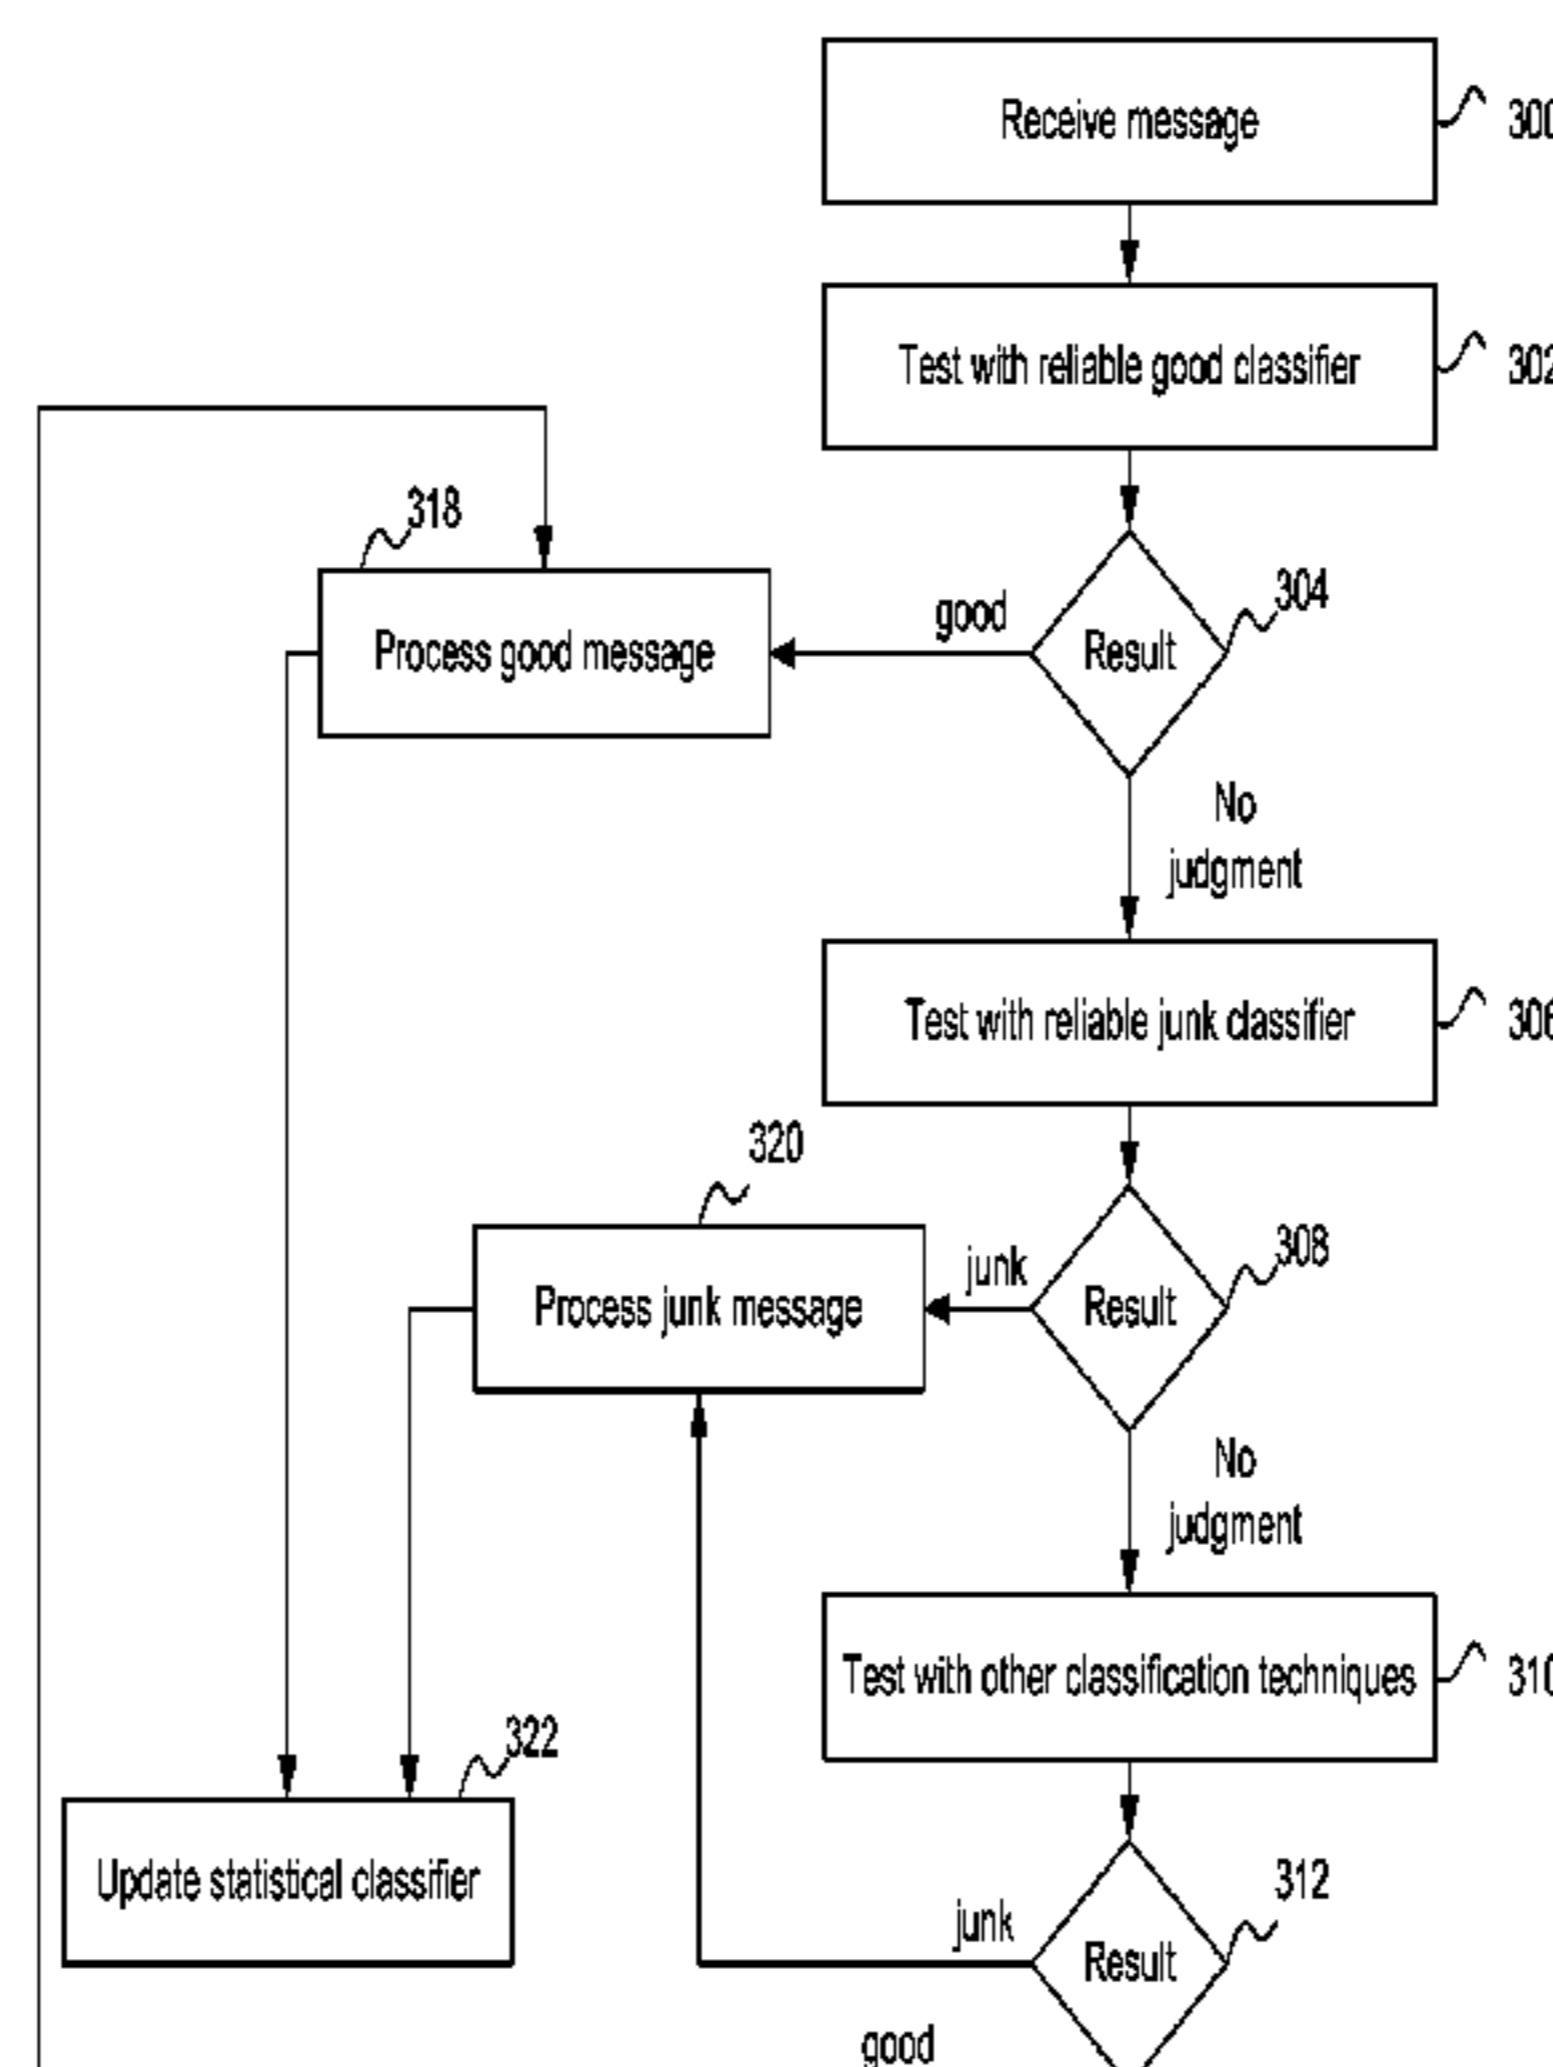 Receive message
300
Test with reliable good classifier
302
318
304
good
Process good message
Result
No
judgment
Test with reliable junk classifier
306
320
308
junk
Process junk message
Result
No
judgment
Test with other classification techniques
310
322
Update statistical classifier
312
junk
Result
good